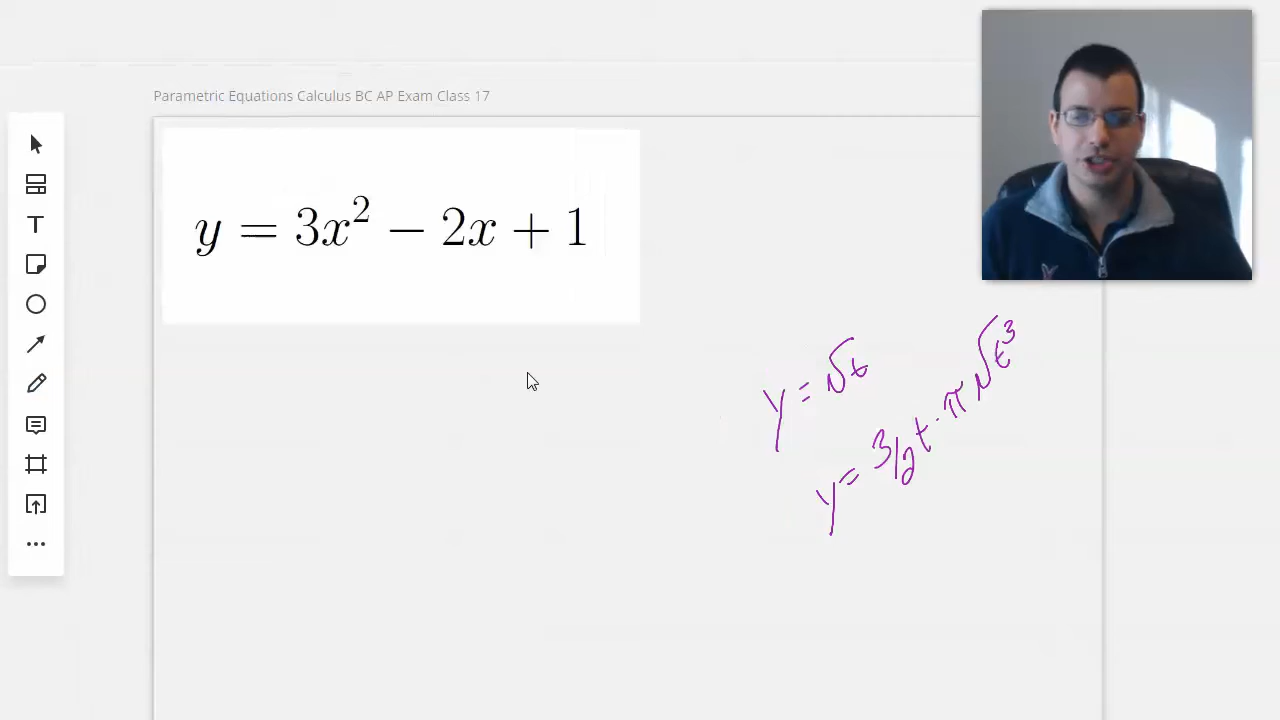 Parametric Equations Calculus BC AP Exam Class 17
y = 3x² − 2x + 1
y = √t
y = 3/2 t · π √t³
T